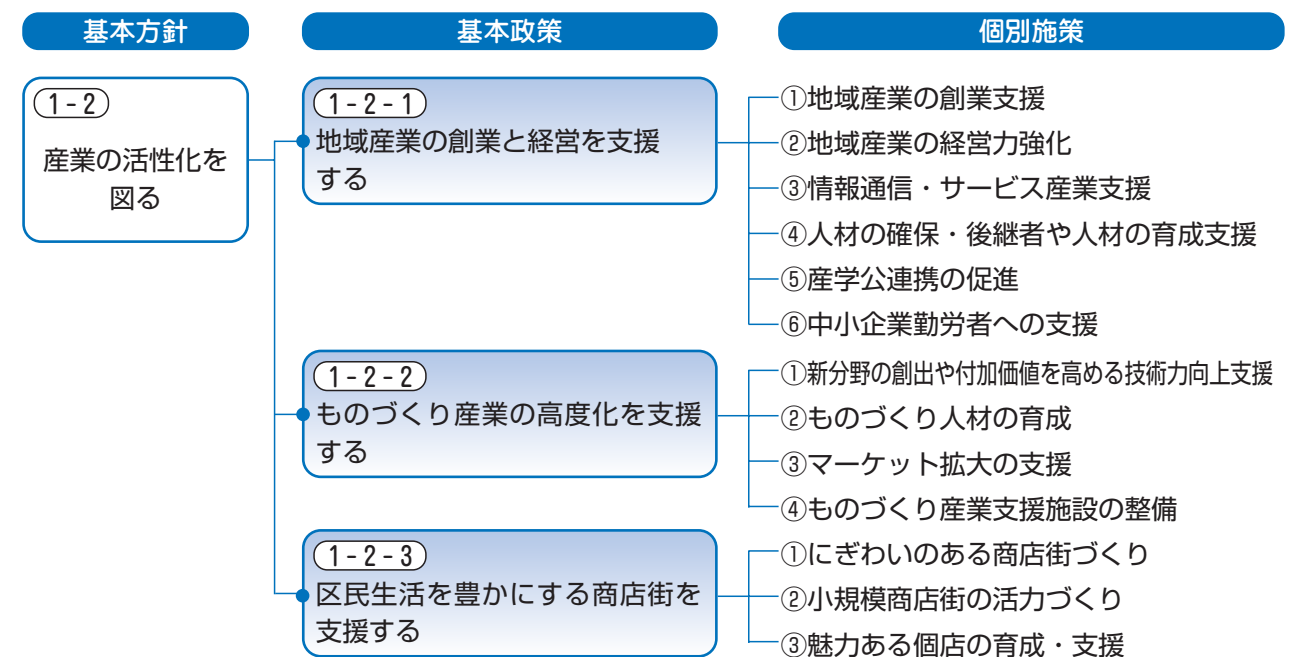 基本方針
基本政策
個別施策
1-2
産業の活性化を
図る
1-2-1
地域産業の創業と経営を支援
する
①地域産業の創業支援
②地域産業の経営力強化
③情報通信・サービス産業支援
④人材の確保・後継者や人材の育成支援
⑤産学公連携の促進
⑥中小企業勤労者への支援
1-2-2
ものづくり産業の高度化を支援
する
①新分野の創出や付加価値を高める技術力向上支援
②ものづくり人材の育成
③マーケット拡大の支援
④ものづくり産業支援施設の整備
1-2-3
区民生活を豊かにする商店街を
支援する
①にぎわいのある商店街づくり
②小規模商店街の活力づくり
③魅力ある個店の育成・支援